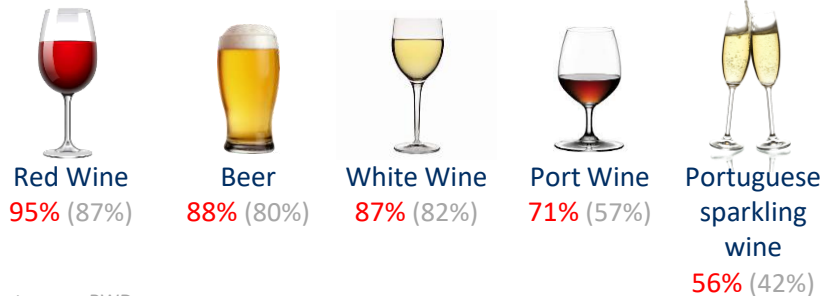 Red Wine
95% (87%)
Beer
88% (80%)
White Wine
87% (82%)
Port Wine
71% (57%)
Portuguese
sparkling
wine
56% (42%)